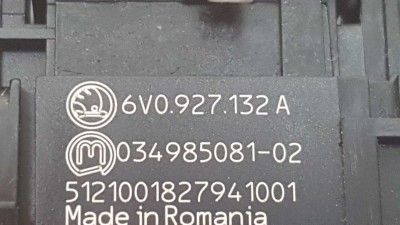 6V0.927.132 A
m 034985081-02
5121001827941001
Made in Romania